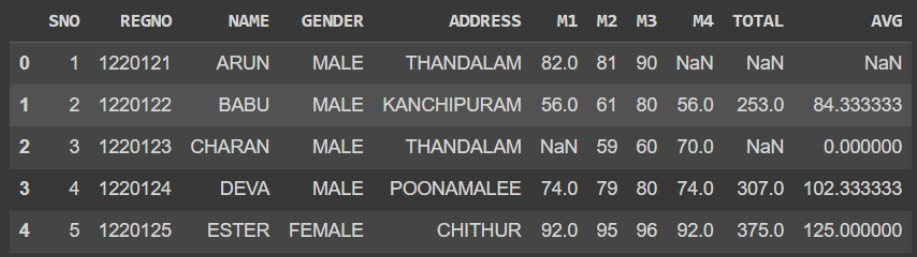 SNO REGNO NAME GENDER ADDRESS M1 M2 M3 M4 TOTAL AVG
0 1 1220121 ARUN MALE THANDALAM 82.0 81 90 NaN NaN NaN
1 2 1220122 BABU MALE KANCHIPURAM 56.0 61 80 56.0 253.0 84.333333
2 3 1220123 CHARAN MALE THANDALAM NaN 59 60 70.0 NaN 0.000000
3 4 1220124 DEVA MALE POONAMALEE 74.0 79 80 74.0 307.0 102.333333
4 5 1220125 ESTER FEMALE CHITHUR 92.0 95 96 92.0 375.0 125.000000